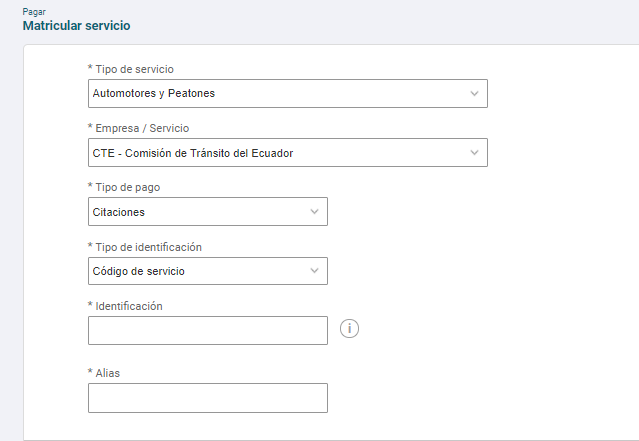 Pagar
Matricular servicio
* Tipo de servicio
Automotores y Peatones
* Empresa / Servicio
CTE - Comisión de Tránsito del Ecuador
* Tipo de pago
Citaciones
* Tipo de identificación
Código de servicio
* Identificación
i
* Alias